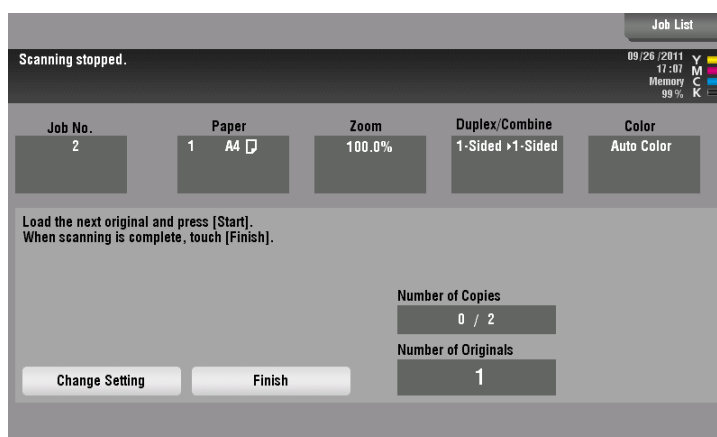 Job List
Scanning stopped.
09/26 /2011
17:07
Memory
99 %
Y
M
C
K
Job No.
2
Paper
1 A4
Zoom
100.0%
Duplex/Combine
1-Sided ▸1-Sided
Color
Auto Color
Load the next original and press [Start].
When scanning is complete, touch [Finish].
Number of Copies
0 / 2
Number of Originals
1
Change Setting
Finish